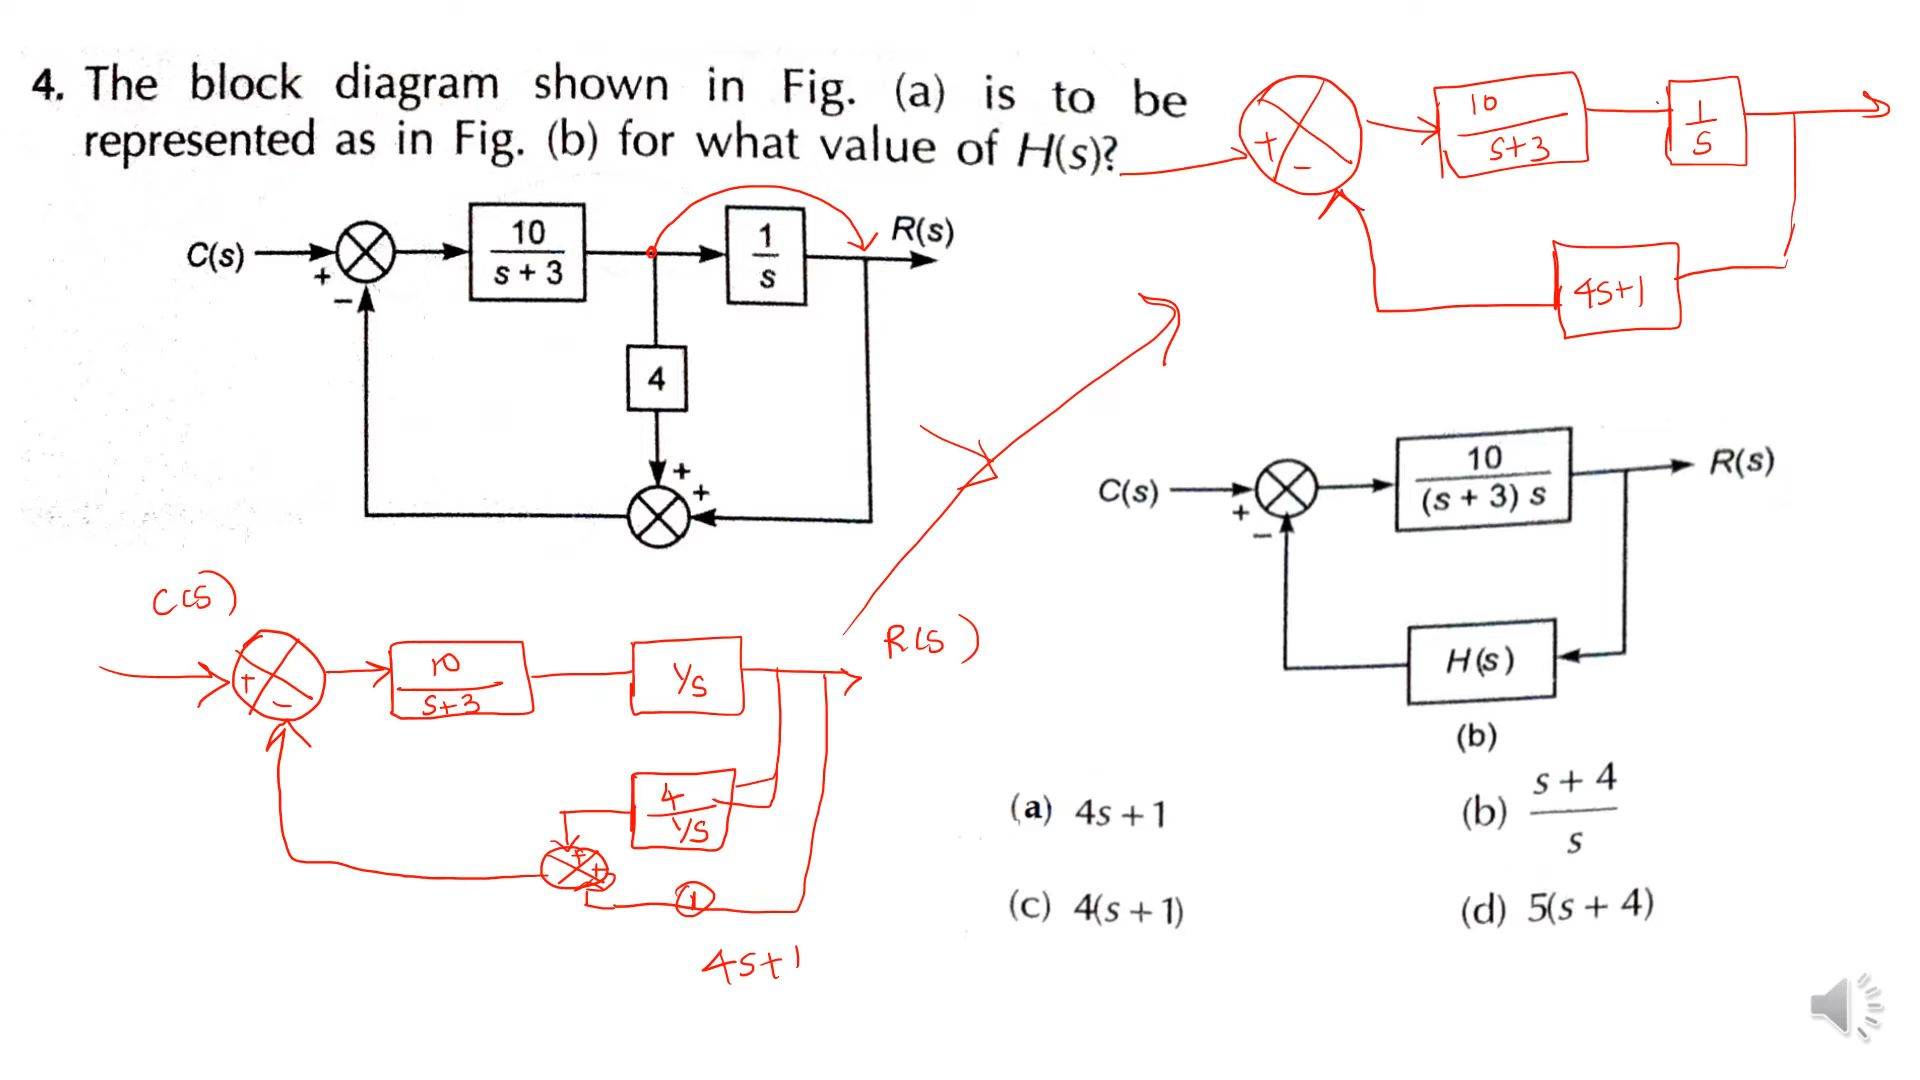 4. The block diagram shown in Fig. (a) is to be
represented as in Fig. (b) for what value of H(s)?
C(s)
+
−
10
s + 3
1
s
R(s)
4
+
+
+
−
10
s+3
1
s
4s+1
C(s)
+
−
10
(s + 3) s
R(s)
H(s)
(b)
C(s)
+
−
10
s+3
1/s
R(s)
4
1/s
+
+
1
4s+1
(a) 4s + 1
(b) s + 4
s
(c) 4(s + 1)
(d) 5(s + 4)